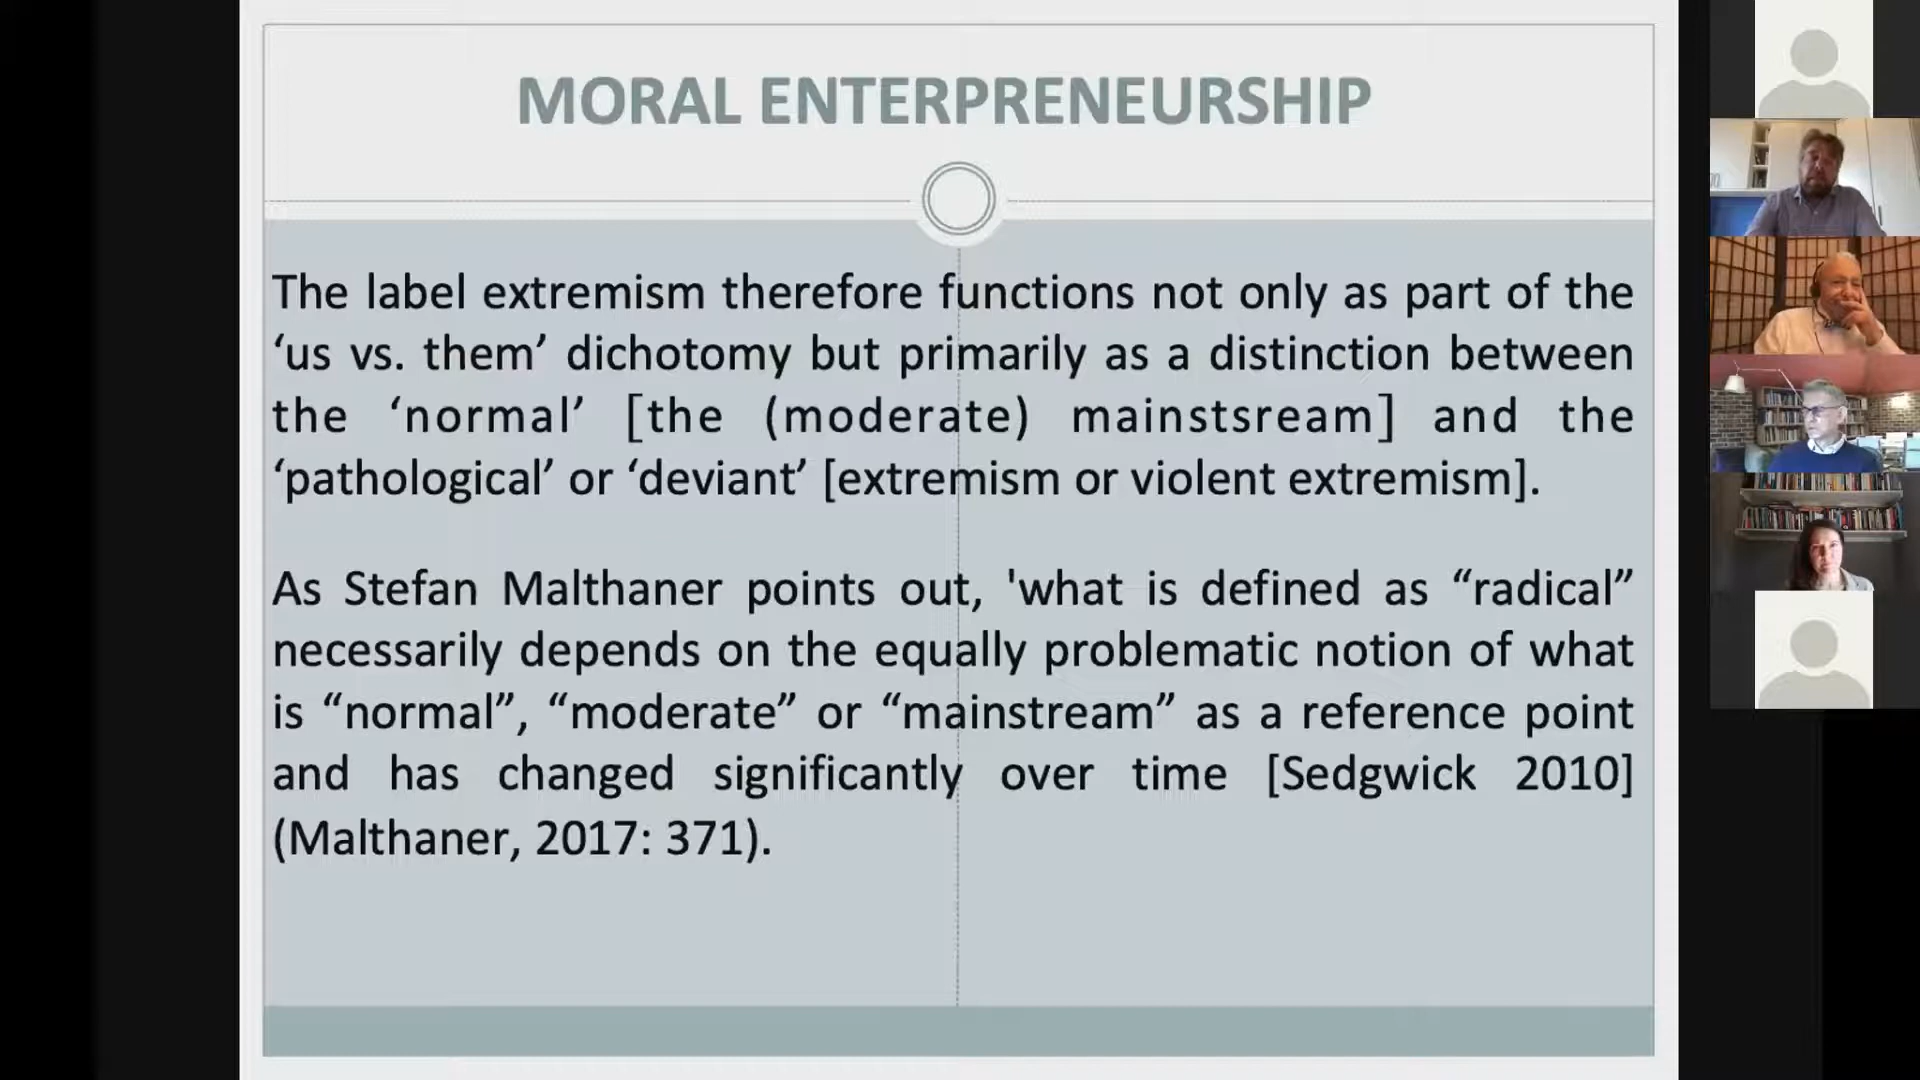 MORAL ENTERPRENEURSHIP
The label extremism therefore functions not only as part of the
‘us vs. them’ dichotomy but primarily as a distinction between
the ‘normal’ [the (moderate) mainstsream] and the
‘pathological’ or ‘deviant’ [extremism or violent extremism].
As Stefan Malthaner points out, 'what is defined as “radical”
necessarily depends on the equally problematic notion of what
is “normal”, “moderate” or “mainstream” as a reference point
and has changed significantly over time [Sedgwick 2010]
(Malthaner, 2017: 371).